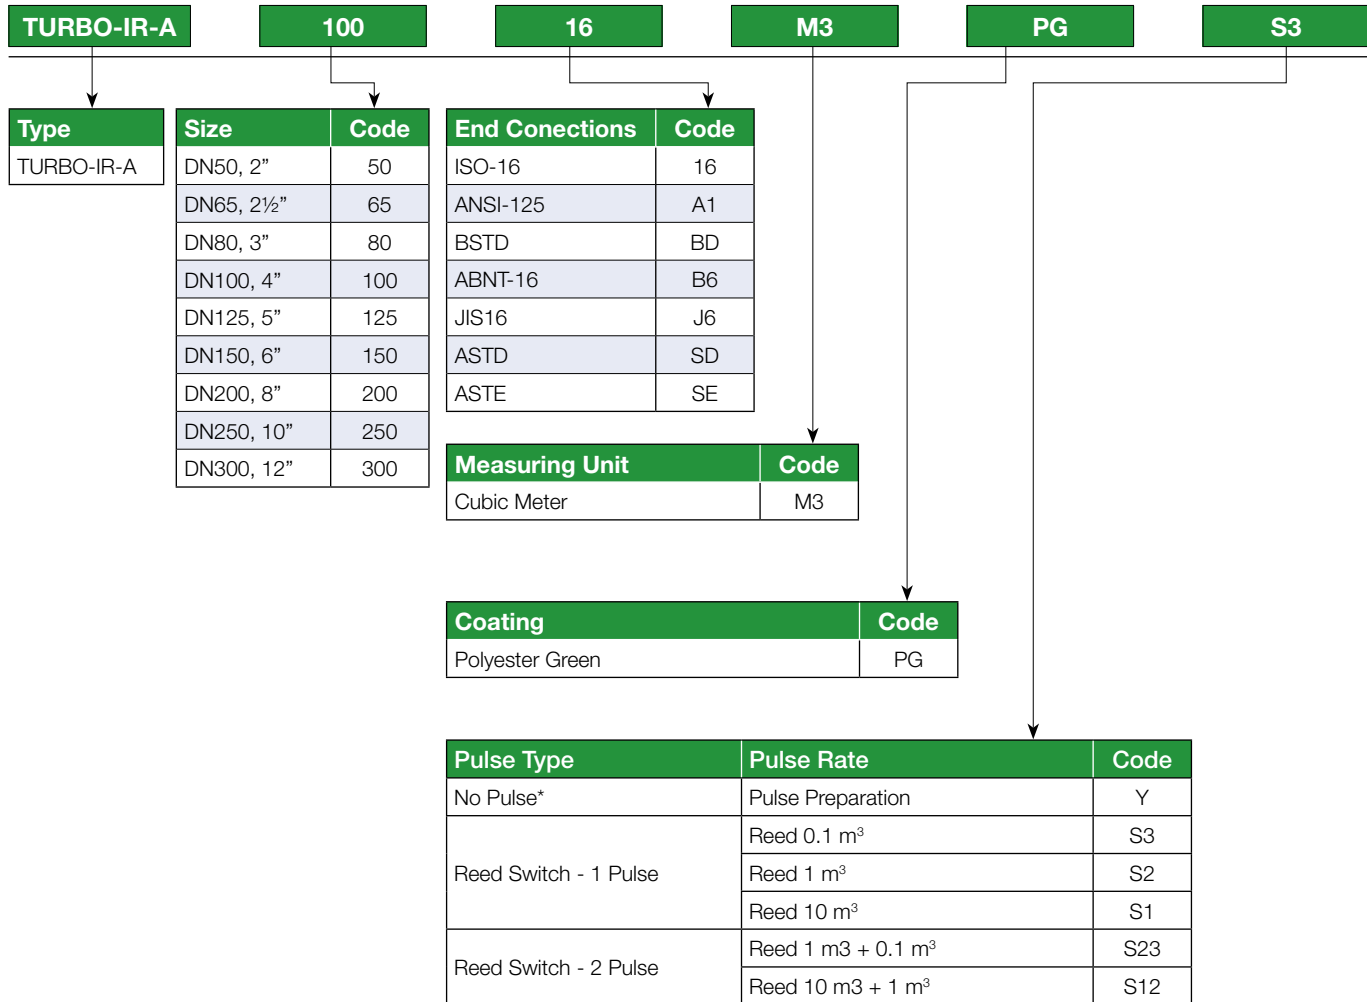 TURBO-IR-A 100 16 M3 PG S3
Type
TURBO-IR-A
Size Code
DN50, 2” 50
DN65, 2½” 65
DN80, 3” 80
DN100, 4” 100
DN125, 5” 125
DN150, 6” 150
DN200, 8” 200
DN250, 10” 250
DN300, 12” 300
End Conections Code
ISO-16 16
ANSI-125 A1
BSTD BD
ABNT-16 B6
JIS16 J6
ASTD SD
ASTE SE
Measuring Unit Code
Cubic Meter M3
Coating Code
Polyester Green PG
Pulse Type Pulse Rate Code
No Pulse* Pulse Preparation Y
Reed Switch - 1 Pulse
Reed 0.1 m³ S3
Reed 1 m³ S2
Reed 10 m³ S1
Reed Switch - 2 Pulse
Reed 1 m3 + 0.1 m³ S23
Reed 10 m3 + 1 m³ S12